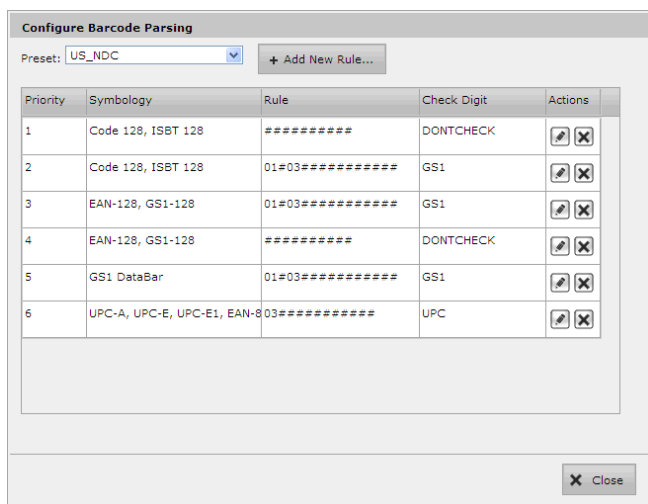 Configure Barcode Parsing
Preset: US_NDC + Add New Rule...
Priority Symbology Rule Check Digit Actions
1 Code 128, ISBT 128 ########## DONTCHECK
2 Code 128, ISBT 128 01#03########### GS1
3 EAN-128, GS1-128 01#03########### GS1
4 EAN-128, GS1-128 ########## DONTCHECK
5 GS1 DataBar 01#03########### GS1
6 UPC-A, UPC-E, UPC-E1, EAN-8 03########### UPC
Close